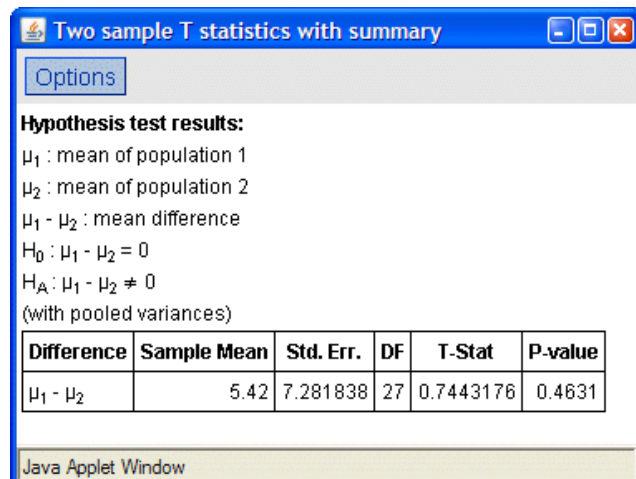 Two sample T statistics with summary
Options
Hypothesis test results:
μ₁ : mean of population 1
μ₂ : mean of population 2
μ₁ - μ₂ : mean difference
H₀ : μ₁ - μ₂ = 0
H_A : μ₁ - μ₂ ≠ 0
(with pooled variances)
Difference Sample Mean Std. Err. DF T-Stat P-value
μ₁ - μ₂ 5.42 7.281838 27 0.7443176 0.4631
Java Applet Window